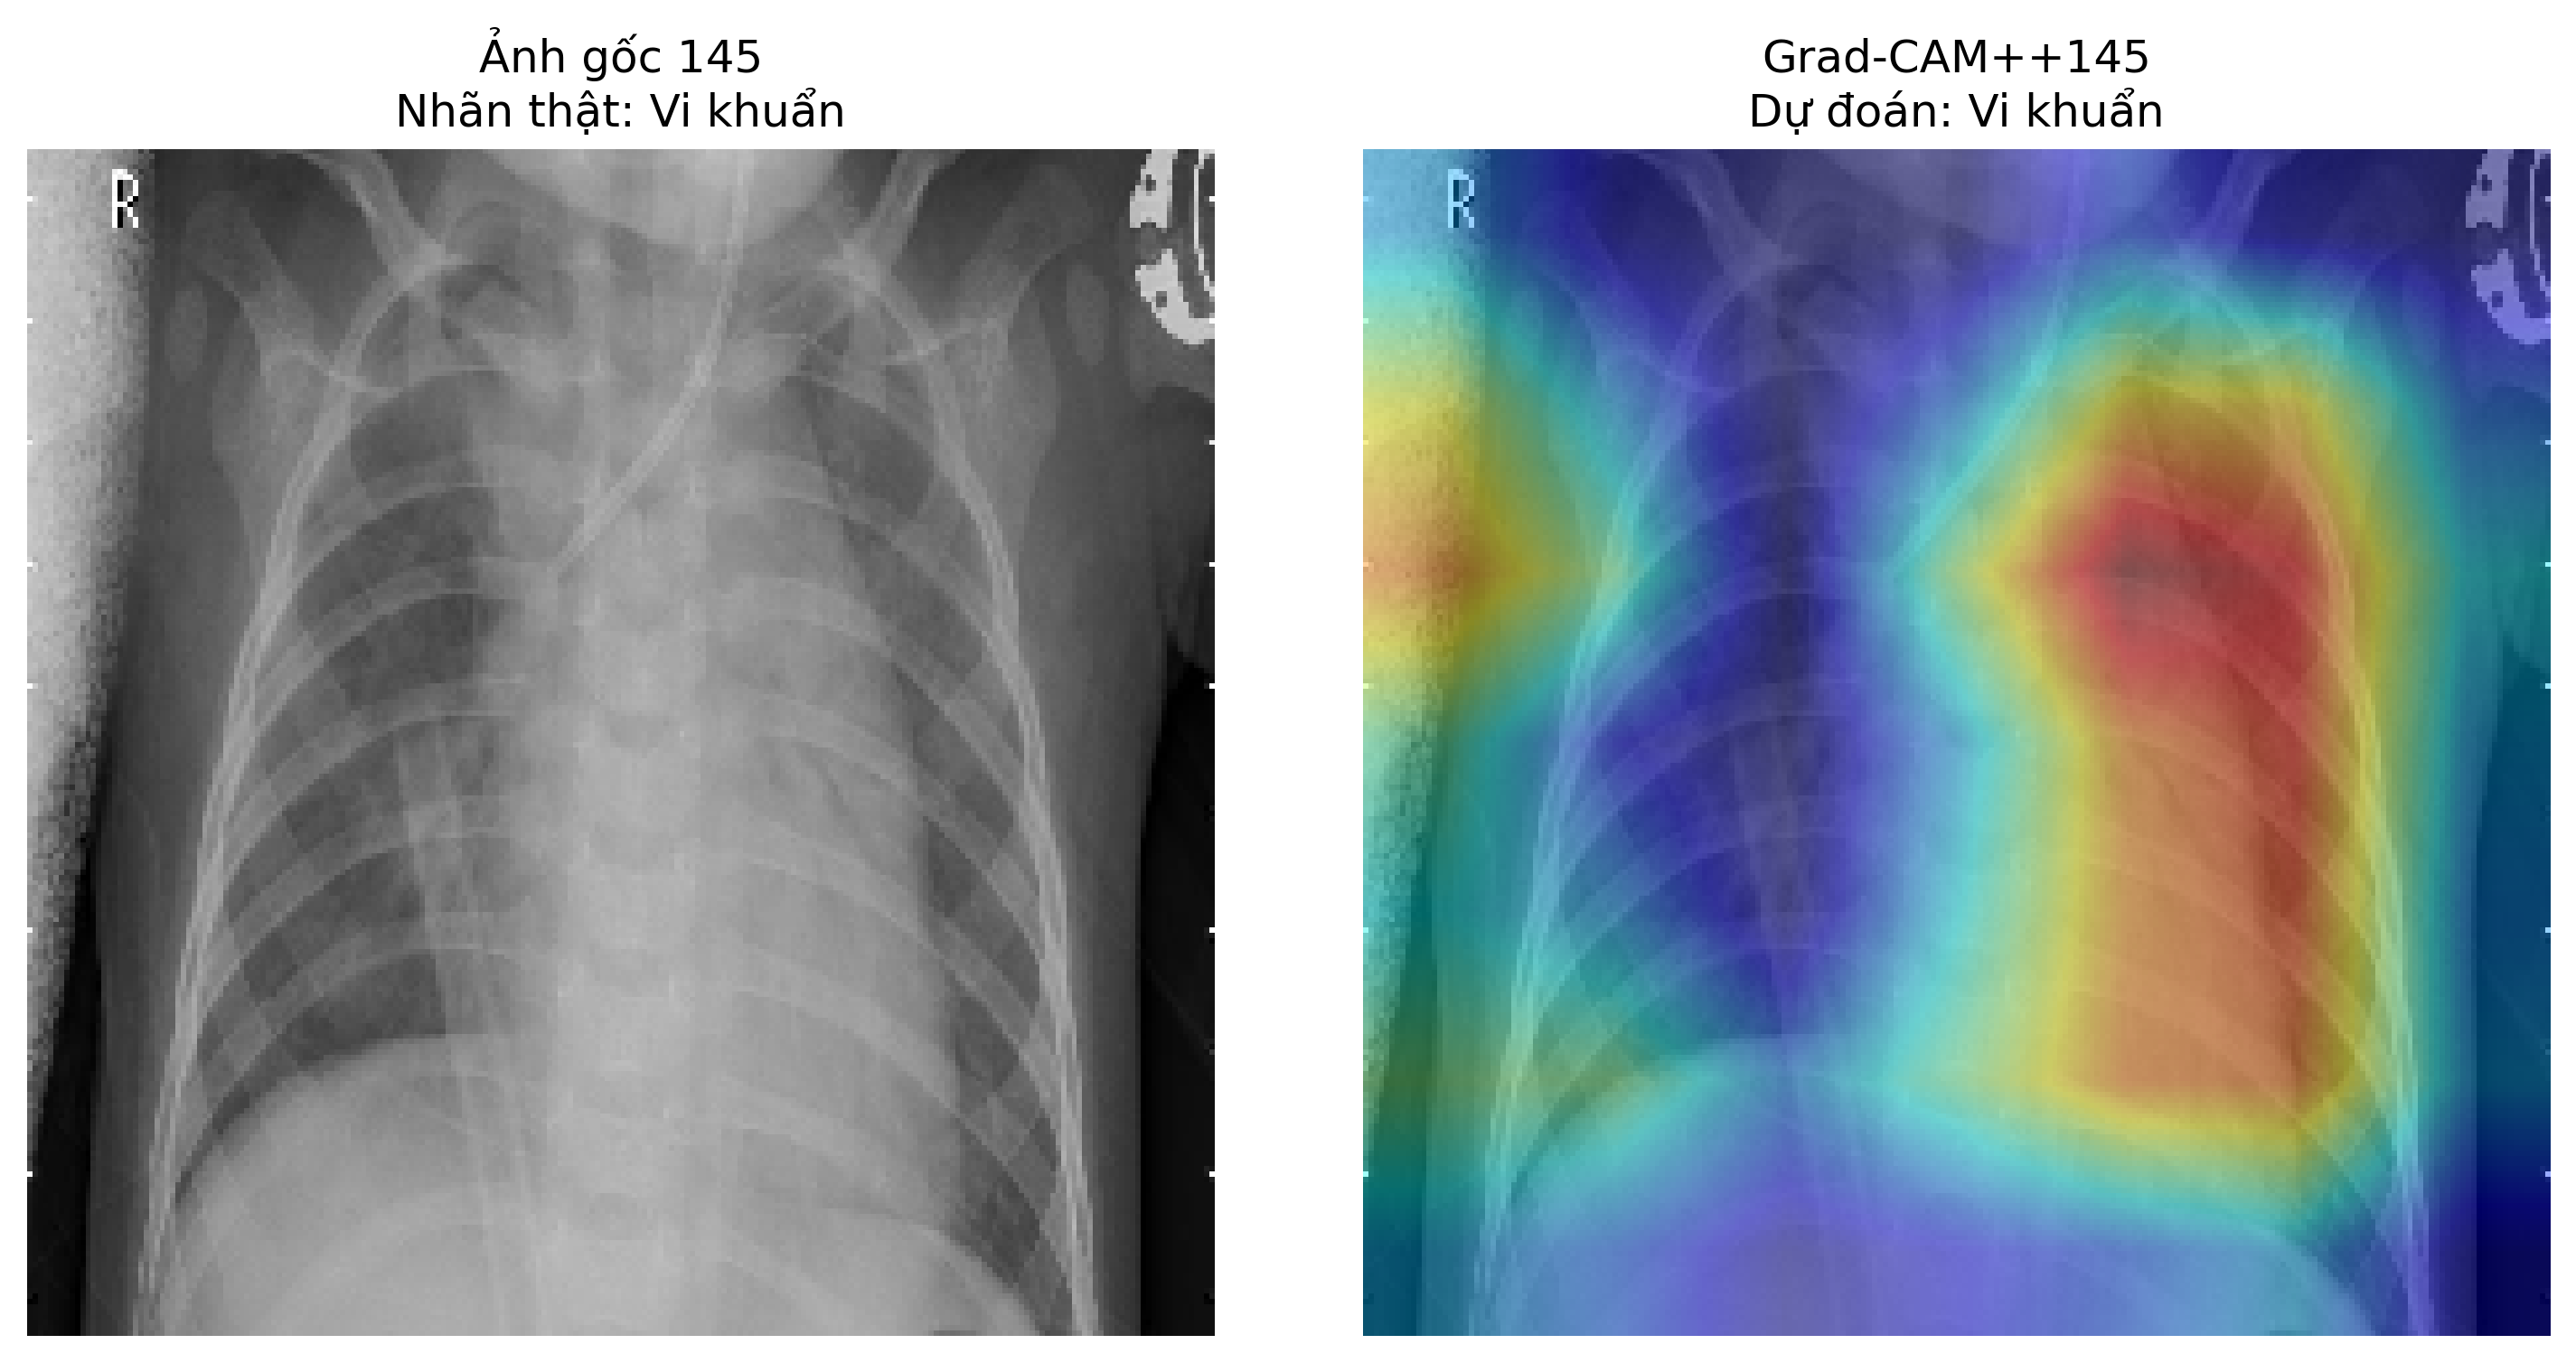 Ảnh gốc 145
Nhãn thật: Vi khuẩn
Grad-CAM++145
Dự đoán: Vi khuẩn
R
R